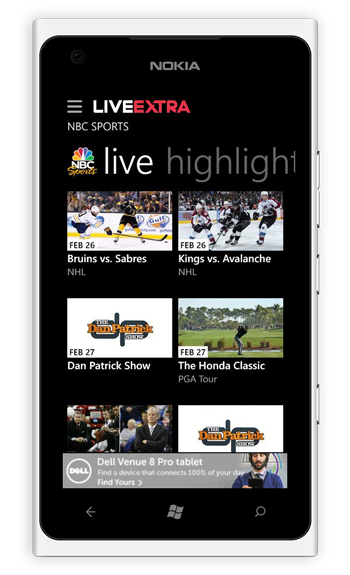 NOKIA
LIVEEXTRA
NBC SPORTS
NBC
Sports
live highlight
FEB 26
FEB 26
Bruins vs. Sabres
Kings vs. Avalanche
NHL
NHL
THE
Dan Patrick
SHOW
FEB 27
FEB 27
Dan Patrick Show
The Honda Classic
PGA Tour
THE
Dan Patrick
DELL
Dell Venue 8 Pro tablet
Find a device that connects 100% of your day
Find Yours >